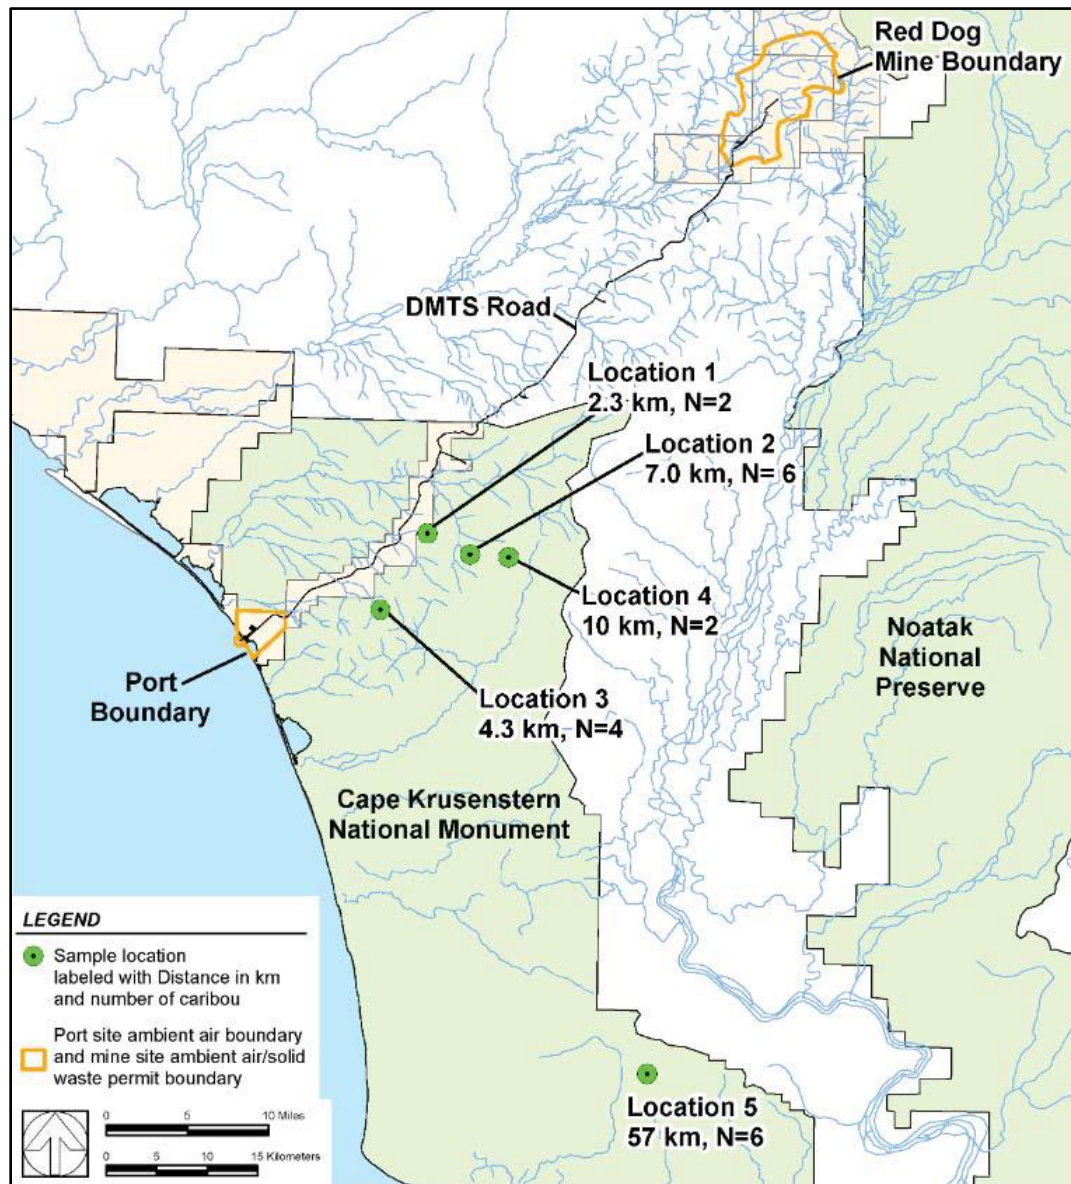 Red Dog
Mine Boundary
DMTS Road
Location 1
2.3 km, N=2
Location 2
7.0 km, N= 6
Location 4
10 km, N=2
Noatak
National
Preserve
Port
Boundary
Location 3
4.3 km, N=4
Cape Krusenstern
National Monument
LEGEND
Sample location
labeled with Distance in km
and number of caribou
Port site ambient air boundary
and mine site ambient air/solid
waste permit boundary
0 5 10 Miles
0 5 10 15 Kilometers
Location 5
57 km, N=6